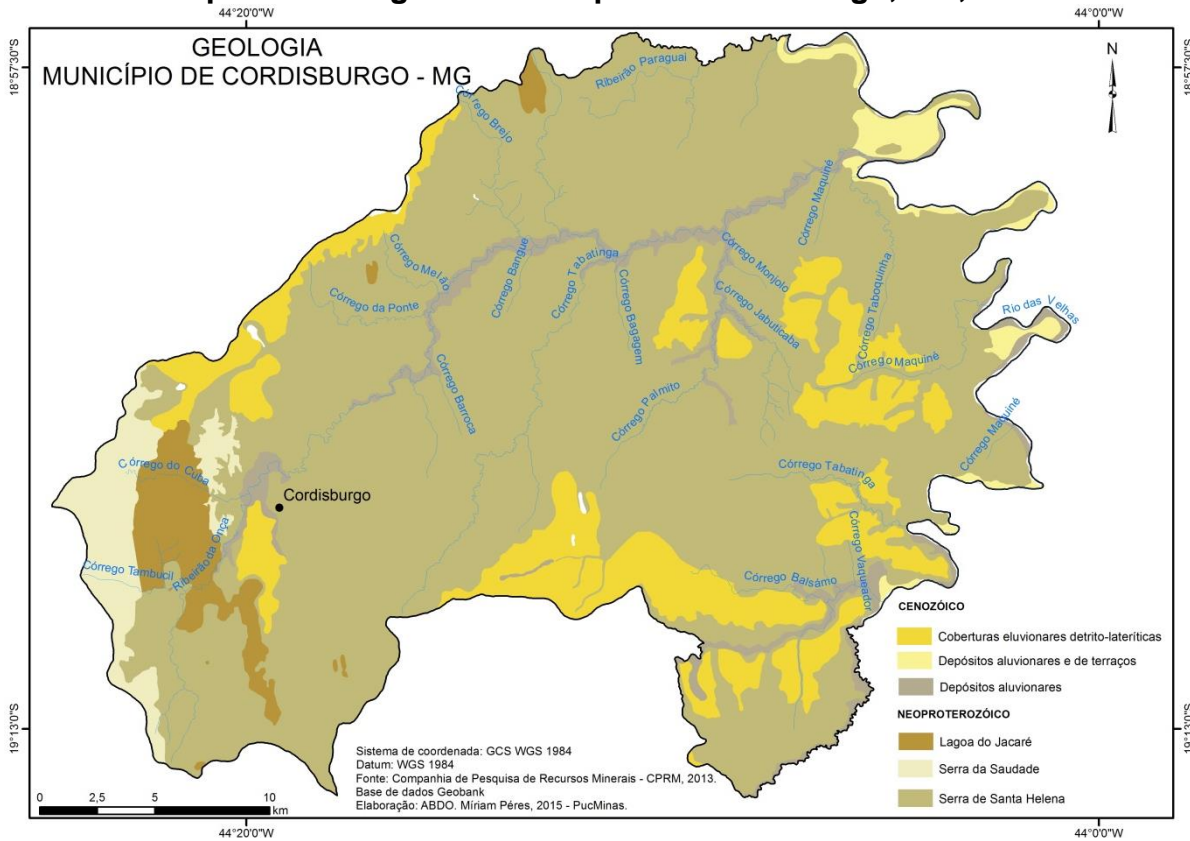 44°20'0"W
44°0'0"W
18°57'30"S
18°57'30"S
GEOLOGIA
MUNICÍPIO DE CORDISBURGO - MG
N
Ribeirão Paraguai
Córrego Brejo
Córrego Maquiné
Córrego Melão
Córrego Bangue
Córrego Tabatinga
Córrego Monjolo
Córrego da Ponte
Córrego Bagagem
Córrego Jabuticaba
Córrego Taboquinha
Rio das Velhas
Córrego Maquiné
Córrego Barroca
Córrego Palmito
Córrego Maquiné
Córrego do Cuba
Córrego Tabatinga
Cordisburgo
Ribeirão da Onça
Córrego Vaqueador
Córrego Tambucil
Córrego Balsámo
CENOZÓICO
Coberturas eluvionares detrito-lateríticas
Depósitos aluvionares e de terraços
Depósitos aluvionares
NEOPROTEROZÓICO
Lagoa do Jacaré
Serra da Saudade
Serra de Santa Helena
19°13'0"S
19°13'0"S
Sistema de coordenada: GCS WGS 1984
Datum: WGS 1984
Fonte: Companhia de Pesquisa de Recursos Minerais - CPRM, 2013.
Base de dados Geobank
Elaboração: ABDO. Míriam Péres, 2015 - PucMinas.
0 2,5 5 10
km
44°20'0"W
44°0'0"W